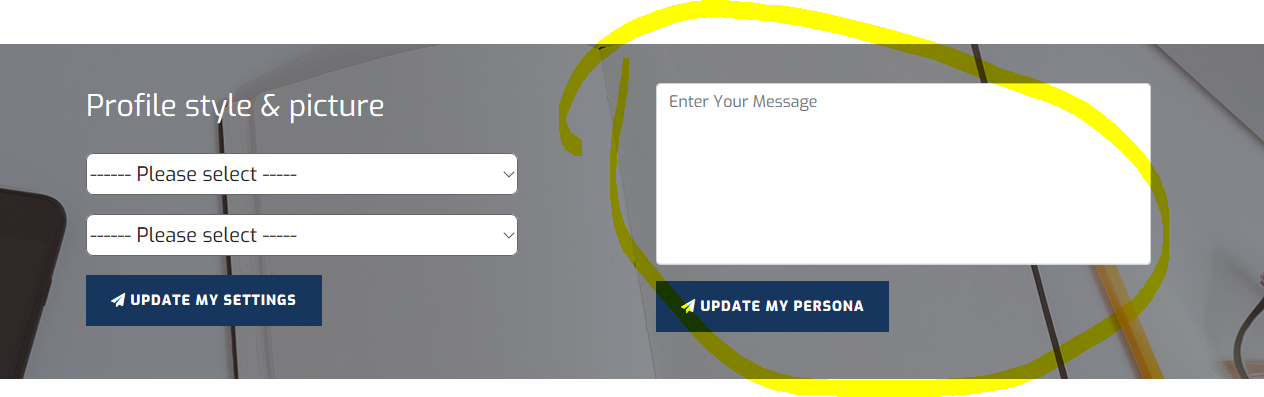 Profile style & picture
------ Please select -----
------ Please select -----
UPDATE MY SETTINGS
Enter Your Message
UPDATE MY PERSONA